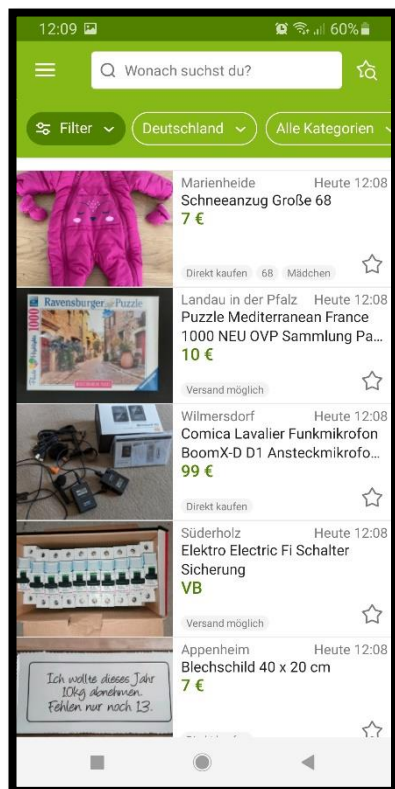 12:09
60%
Wonach suchst du?
Filter
Deutschland
Alle Kategorien
Marienheide Heute 12:08
Schneeanzug Große 68
7 €
Direkt kaufen 68 Mädchen
Ravensburger Puzzle
1000
Landau in der Pfalz Heute 12:08
Puzzle Mediterranean France
1000 NEU OVP Sammlung Pa...
10 €
Versand möglich
Wilmersdorf Heute 12:08
Comica Lavalier Funkmikrofon
BoomX-D D1 Ansteckmikrofo...
99 €
Direkt kaufen
Süderholz Heute 12:08
Elektro Electric Fi Schalter
Sicherung
VB
Versand möglich
Appenheim Heute 12:08
Blechschild 40 x 20 cm
7 €
Ich wollte dieses Jahr
10kg abnehmen.
Fehlen nur noch 13.